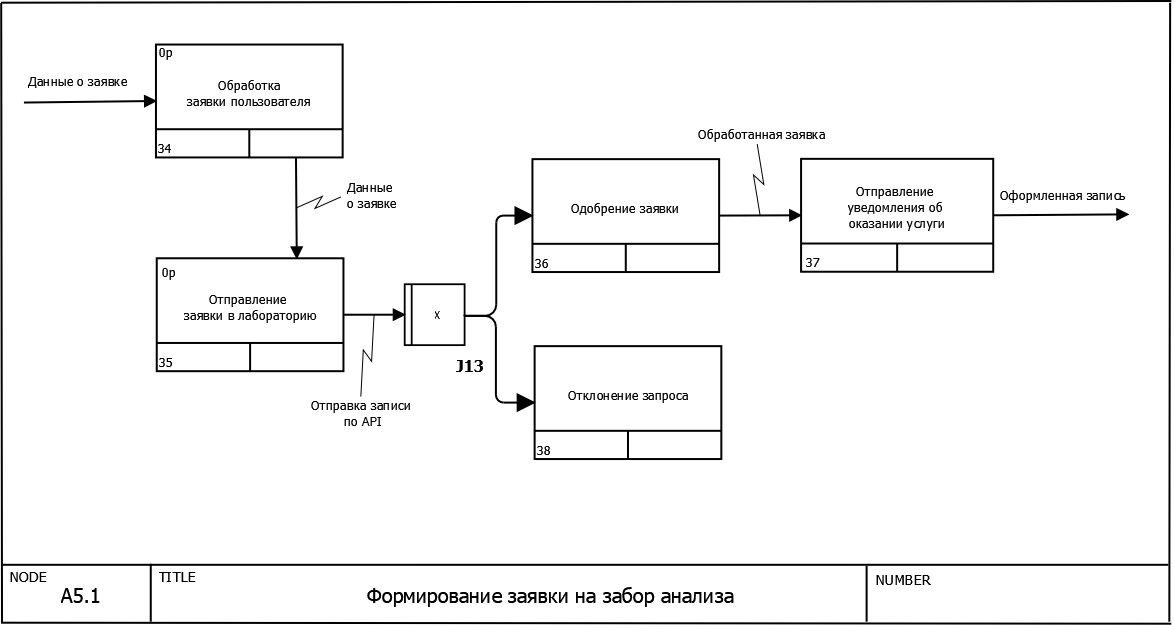 0р
Данные о заявке
Обработка
заявки пользователя
34
Данные
о заявке
0р
Отправление
заявки в лабораторию
35
Отправка записи
по API
X
J13
Одобрение заявки
36
Обработанная заявка
Отправление
уведомления об
оказании услуги
37
Оформленная запись
Отклонение запроса
38
NODE
A5.1
TITLE
Формирование заявки на забор анализа
NUMBER